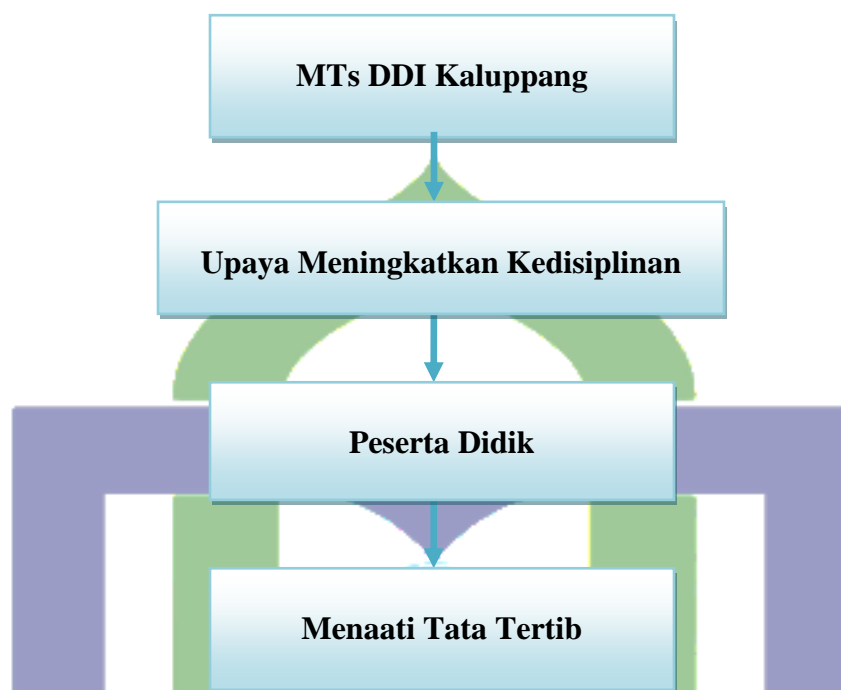 MTs DDI Kaluppang
Upaya Meningkatkan Kedisiplinan
Peserta Didik
Menaati Tata Tertib